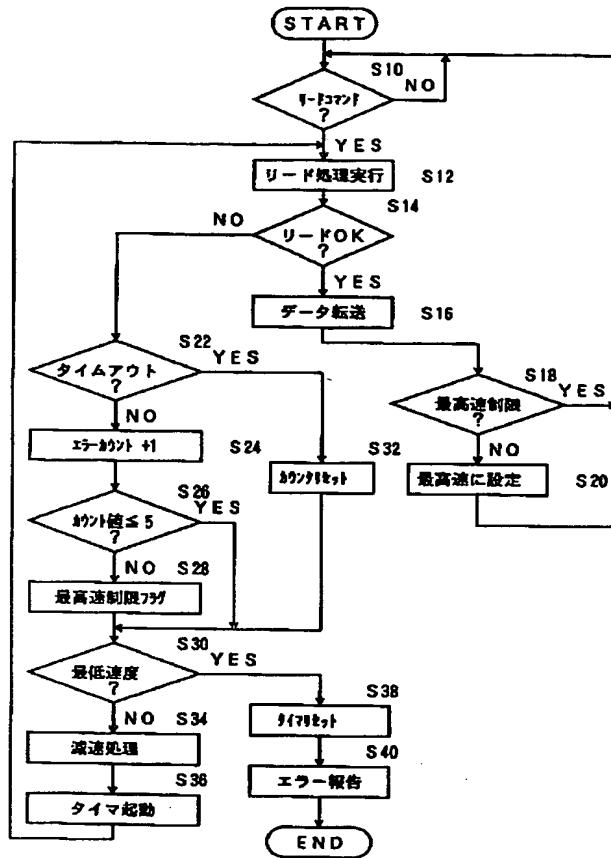 START
S10
リードコマンド
?
NO
YES
リード処理実行
S12
S14
NO
リードOK
?
YES
データ転送
S16
S22
タイムアウト
?
YES
NO
S18
最高速制限
?
YES
NO
エラーカウント +1
S24
S32
カウンタリセット
最高速に設定
S20
S26
カウント値≦5
?
YES
NO
S28
最高速制限フラグ
S30
最低速度
?
YES
NO
S38
タイマリセット
S34
減速処理
S40
エラー報告
S36
タイマ起動
END